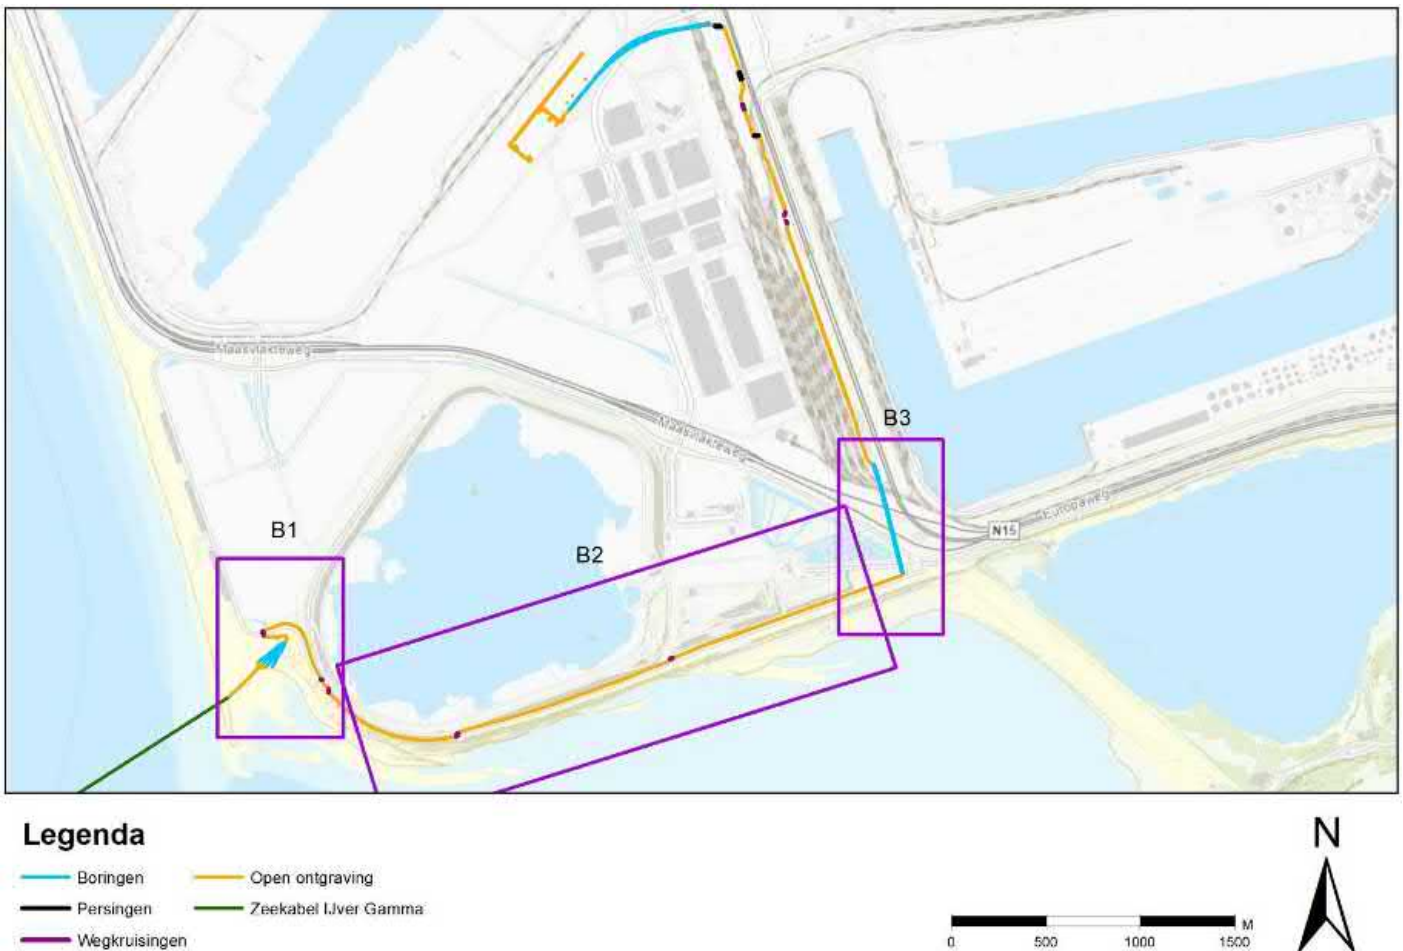 Maasvlakteweg
Maasvlakteweg
B3
N15
Europaweg
B1
B2
Legenda
Boringen
Open ontgraving
Persingen
Zeekabel IJver Gamma
Wegkruisingen
N
M
0 500 1000 1500